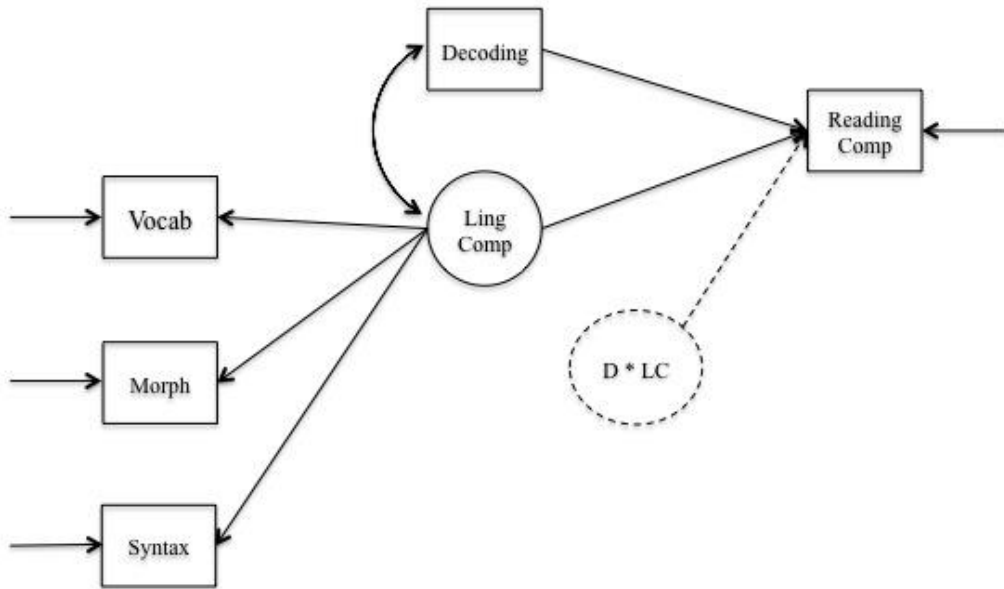 Decoding
Reading
Comp
Vocab
Ling
Comp
Morph
D * LC
Syntax